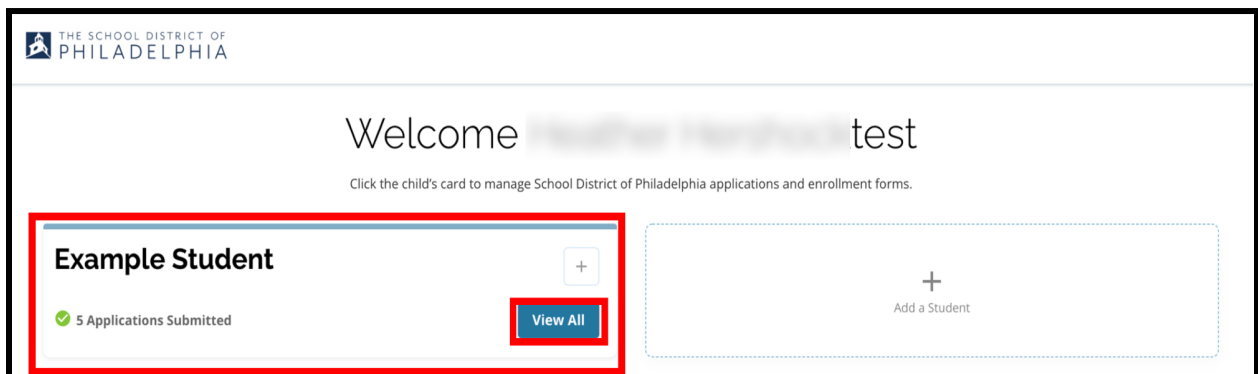 THE SCHOOL DISTRICT OF
PHILADELPHIA
Welcome test
Click the child's card to manage School District of Philadelphia applications and enrollment forms.
Example Student
+
5 Applications Submitted
View All
+
Add a Student